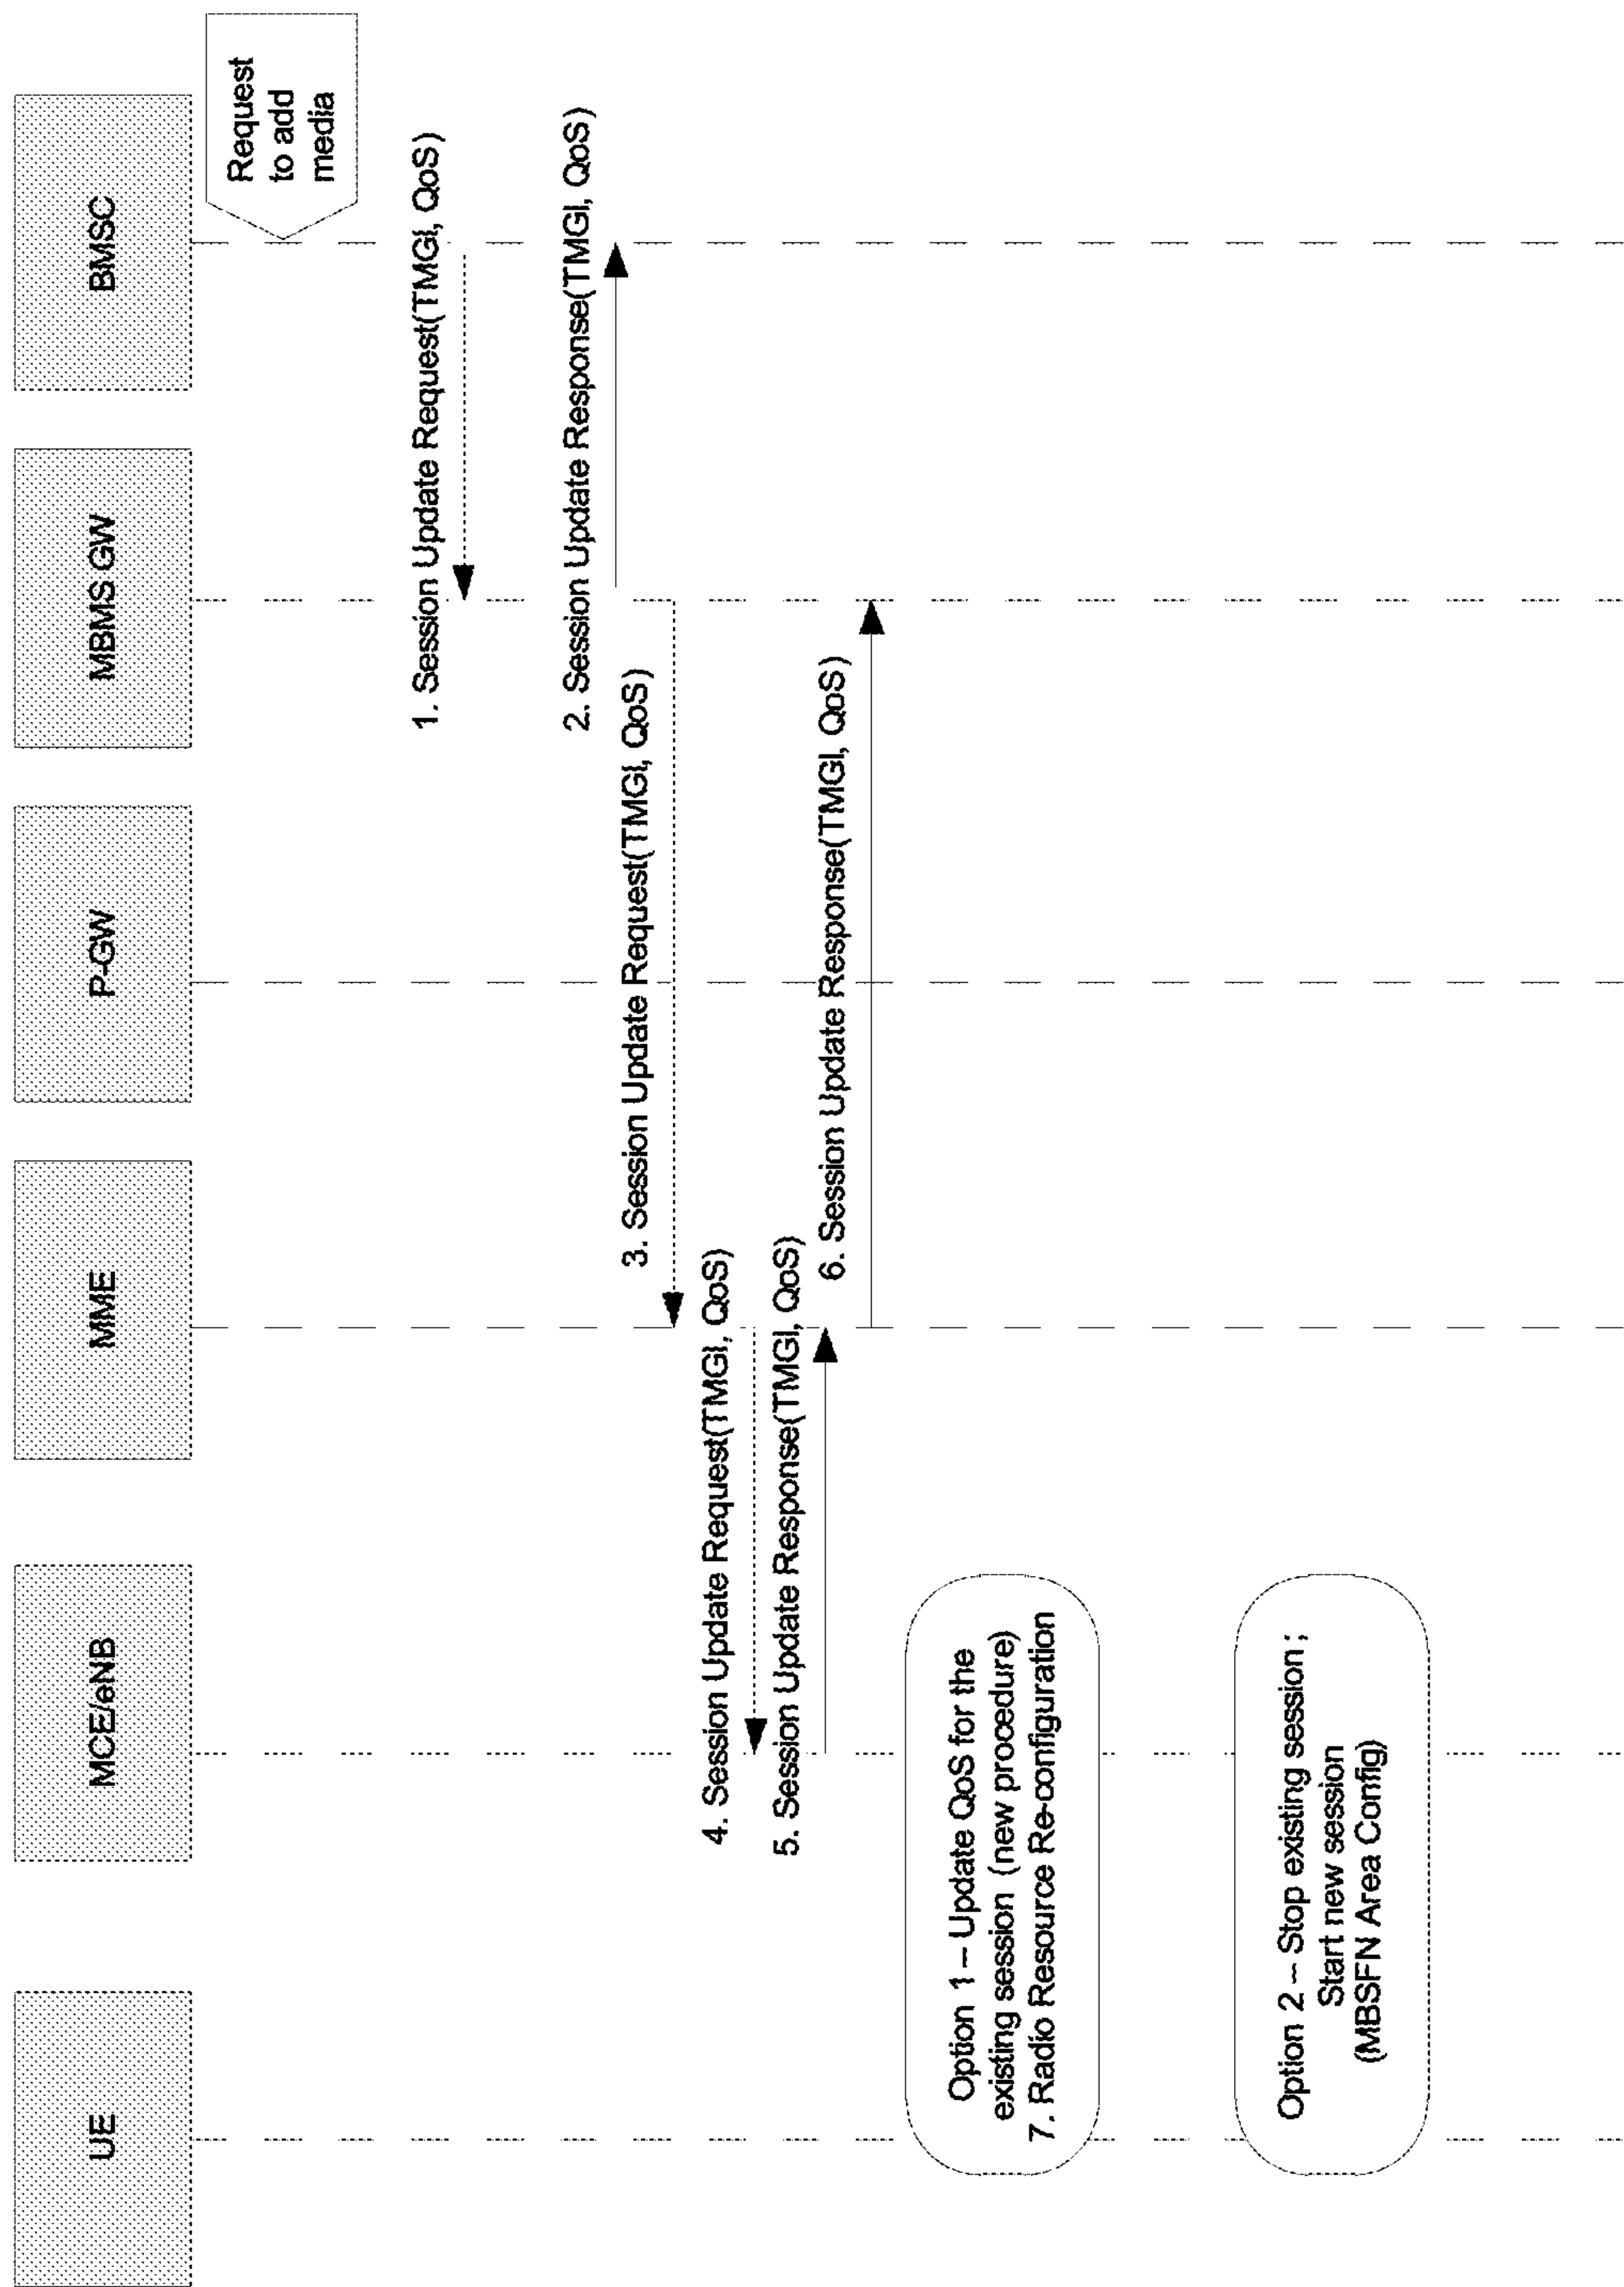 UE
MCE/eNB
MME
P-GW
MBMS GW
BMSC
Request
to add
media
1. Session Update Request(TMGI, QoS)
2. Session Update Response(TMGI, QoS)
3. Session Update Request(TMGI, QoS)
4. Session Update Request(TMGI, QoS)
5. Session Update Response(TMGI, QoS)
6. Session Update Response(TMGI, QoS)
Option 1 – Update QoS for the
existing session (new procedure)
7. Radio Resource Re-configuration
Option 2 – Stop existing session;
Start new session
(MBSFN Area Config)